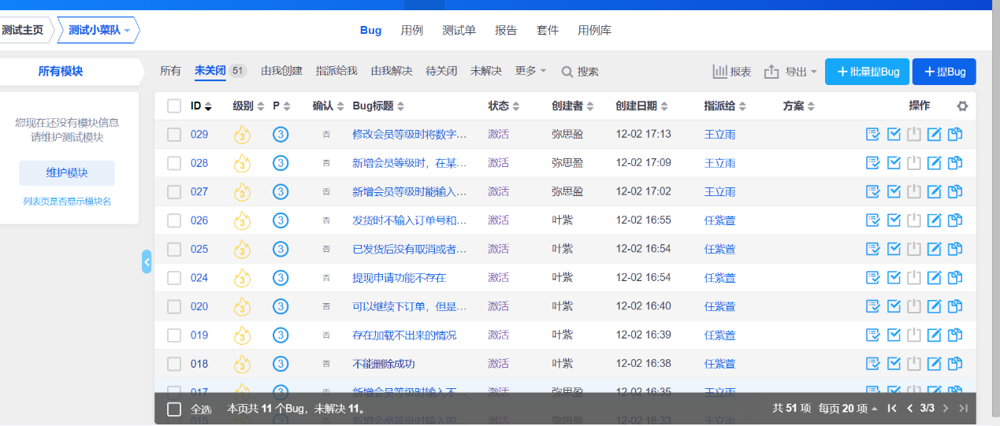 测试主页 测试小菜队 Bug 用例 测试单 报告 套件 用例库
所有模块 所有 未关闭 51 由我创建 指派给我 由我解决 待关闭 未解决 更多 搜索 报表 导出 +批量提Bug +提Bug
您现在还没有模块信息
请维护测试模块
维护模块
列表页是否显示模块名
ID 级别 P 确认 Bug标题 状态 创建者 创建日期 指派给 方案 操作
029 3 3 否 修改会员等级时将数字... 激活 弥思盈 12-02 17:13 王立雨
028 3 3 否 新增会员等级时，在某... 激活 弥思盈 12-02 17:09 王立雨
027 3 3 否 新增会员等级时能输入... 激活 弥思盈 12-02 17:02 王立雨
026 3 3 否 发货时不输入订单号和... 激活 叶紫 12-02 16:55 任紫萱
025 3 3 否 已发货后没有取消或者... 激活 叶紫 12-02 16:54 任紫萱
024 3 3 否 提现申请功能不存在 激活 叶紫 12-02 16:54 任紫萱
020 3 3 否 可以继续下订单，但是... 激活 叶紫 12-02 16:40 任紫萱
019 3 3 否 存在加载不出来的情况 激活 叶紫 12-02 16:39 任紫萱
018 3 3 否 不能删除成功 激活 叶紫 12-02 16:38 任紫萱
017 3 3 否 新增会员等级时输入不... 激活 弥思盈 12-02 16:35 王立雨
全选 本页共 11 个Bug，未解决 11。 共 51 项 每页 20 项 3/3
015 新增会员等级时输入的... 激活 弥思盈 12-02 16:33 王立雨